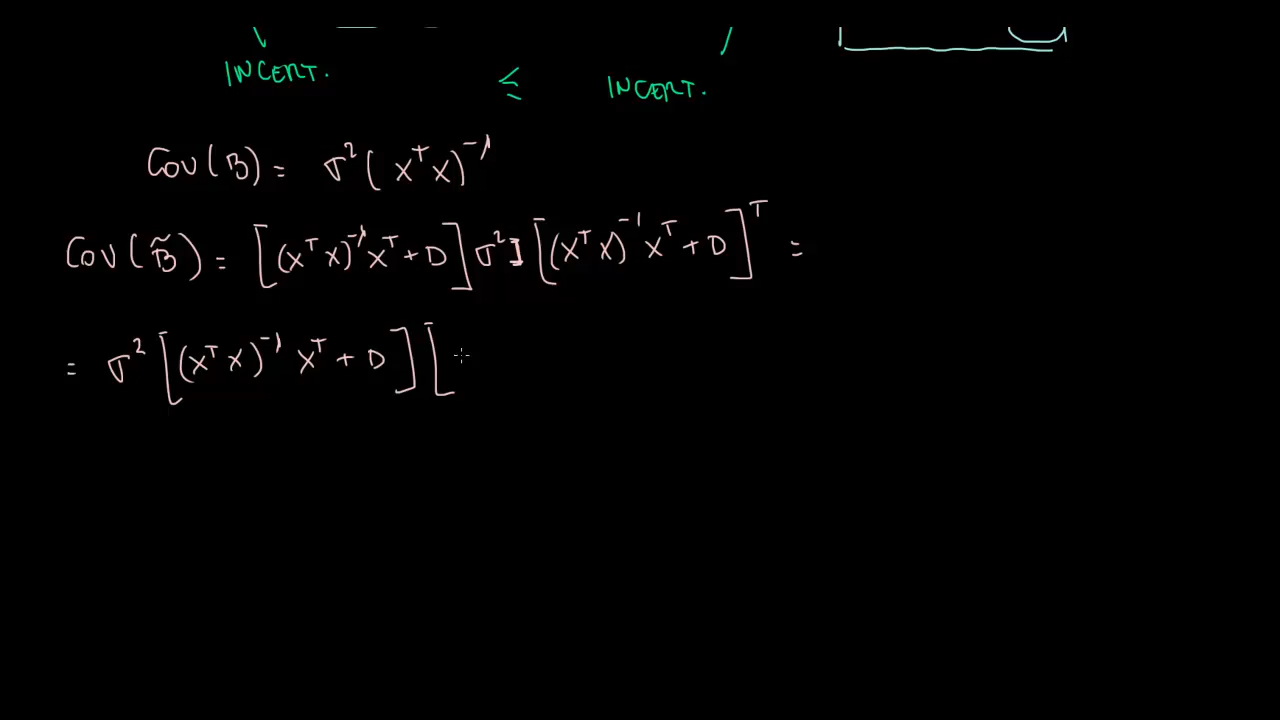 INCERT. ≤ INCERT.
Cov(B) = σ²(XᵀX)⁻¹
Cov(B̃) = [(XᵀX)⁻¹Xᵀ + D] σ²I [(XᵀX)⁻¹Xᵀ + D]ᵀ =
= σ² [(XᵀX)⁻¹ Xᵀ + D] [